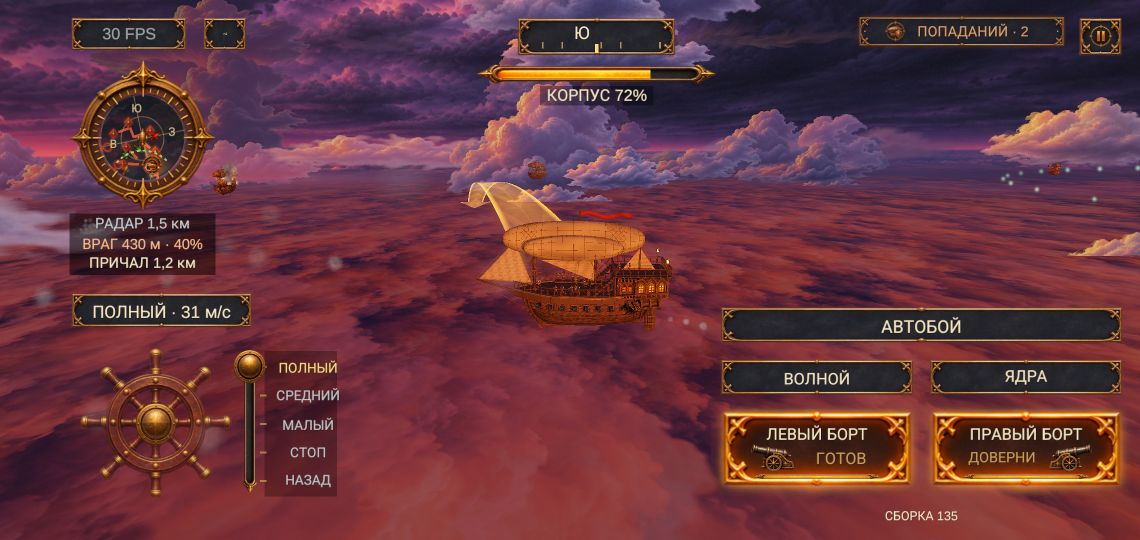 30 FPS
Ю
ПОПАДАНИЙ · 2
КОРПУС 72%
Ю
З
В
РАДАР 1,5 км
ВРАГ 430 м · 40%
ПРИЧАЛ 1,2 км
ПОЛНЫЙ · 31 м/с
ПОЛНЫЙ
СРЕДНИЙ
МАЛЫЙ
СТОП
НАЗАД
АВТОБОЙ
ВОЛНОЙ
ЯДРА
ЛЕВЫЙ БОРТ
ГОТОВ
ПРАВЫЙ БОРТ
ДОВЕРНИ
СБОРКА 135